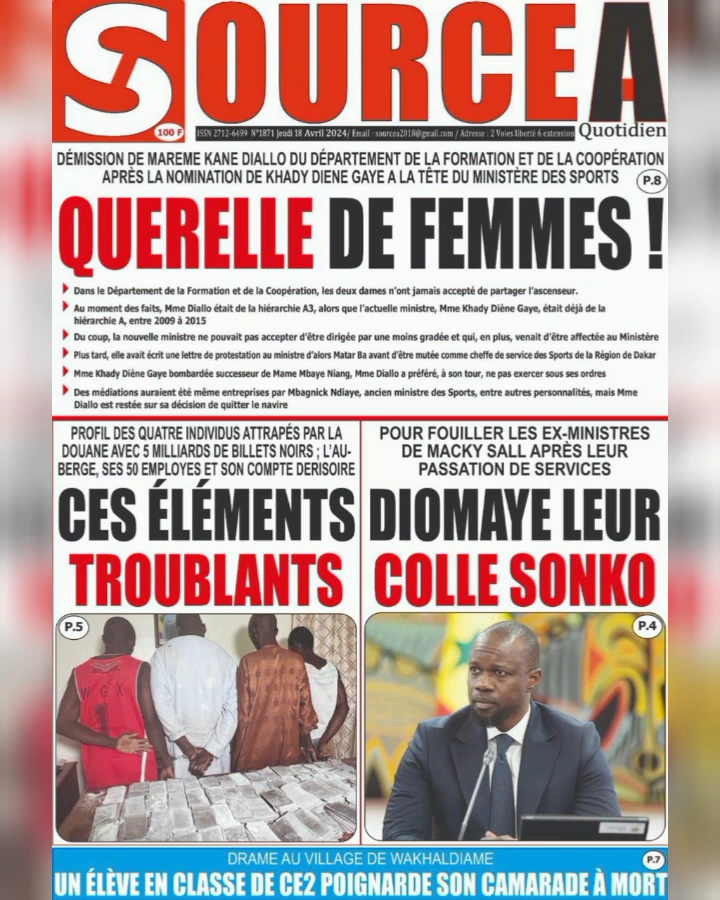 SOURCEA
100 F
ISSN 2712-6499 N°1871 Jeudi 18 Avril 2024/ Email : sourcea2018@gmail.com / Adresse : 2 Voies liberté 6 extension
Quotidien
DÉMISSION DE MAREME KANE DIALLO DU DÉPARTEMENT DE LA FORMATION ET DE LA COOPÉRATION
APRÈS LA NOMINATION DE KHADY DIENE GAYE A LA TÊTE DU MINISTÈRE DES SPORTS
P.8
QUERELLE DE FEMMES !
Dans le Département de la Formation et de la Coopération, les deux dames n'ont jamais accepté de partager l'ascenseur.
Au moment des faits, Mme Diallo était de la hiérarchie A3, alors que l'actuelle ministre, Mme Khady Diène Gaye, était déjà de la
hiérarchie A, entre 2009 à 2015
Du coup, la nouvelle ministre ne pouvait pas accepter d'être dirigée par une moins gradée et qui, en plus, venait d'être affectée au Ministère
Plus tard, elle avait écrit une lettre de protestation au ministre d'alors Matar Ba avant d'être mutée comme cheffe de service des Sports de la Région de Dakar
Mme Khady Diène Gaye bombardée successeur de Mame Mbaye Niang, Mme Diallo a préféré, à son tour, ne pas exercer sous ses ordres
Des médiations auraient été même entreprises par Mbagnick Ndiaye, ancien ministre des Sports, entre autres personnalités, mais Mme
Diallo est restée sur sa décision de quitter le navire
PROFIL DES QUATRE INDIVIDUS ATTRAPÉS PAR LA
DOUANE AVEC 5 MILLIARDS DE BILLETS NOIRS ; L'AU-
BERGE, SES 50 EMPLOYES ET SON COMPTE DERISOIRE
CES ÉLÉMENTS
TROUBLANTS
P.5
W G X
1
POUR FOUILLER LES EX-MINISTRES
DE MACKY SALL APRÈS LEUR
PASSATION DE SERVICES
DIOMAYE LEUR
COLLE SONKO
P.4
DRAME AU VILLAGE DE WAKHALDIAME
P.7
UN ÉLÈVE EN CLASSE DE CE2 POIGNARDE SON CAMARADE À MORT